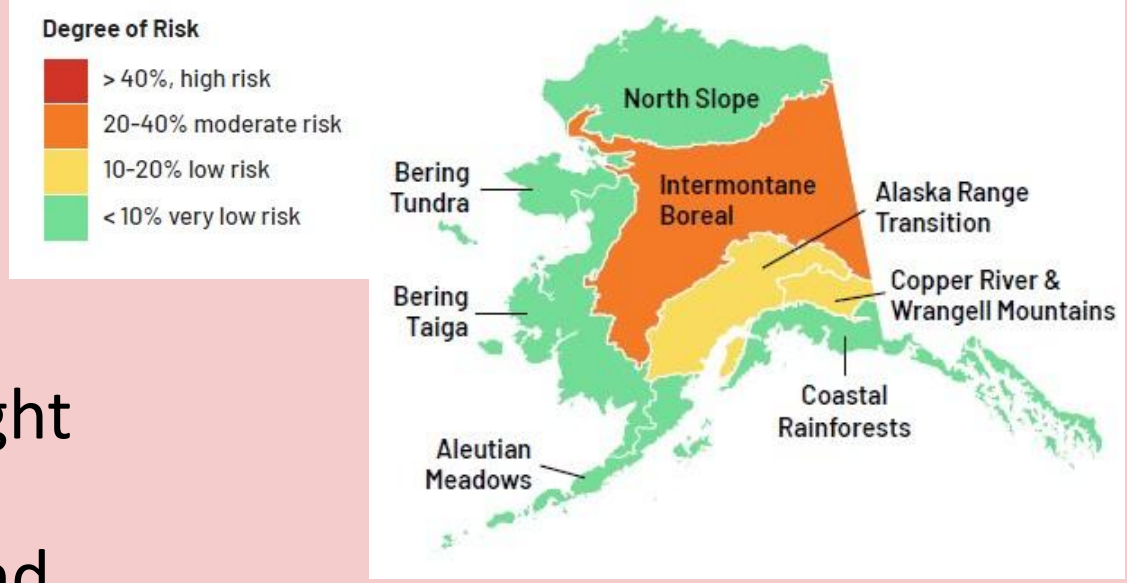 Degree of Risk
> 40%, high risk
20-40% moderate risk
10-20% low risk
< 10% very low risk
North Slope
Bering
Tundra
Intermontane
Boreal
Alaska Range
Transition
Copper River &
Wrangell Mountains
Bering
Taiga
Coastal
Rainforests
Aleutian
Meadows
ght
nd